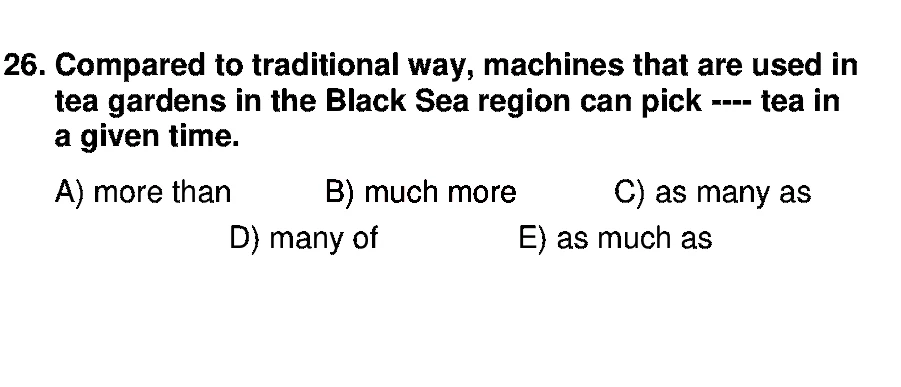 26. Compared to traditional way, machines that are used in
tea gardens in the Black Sea region can pick ---- tea in
a given time.
A) more than B) much more C) as many as
D) many of E) as much as